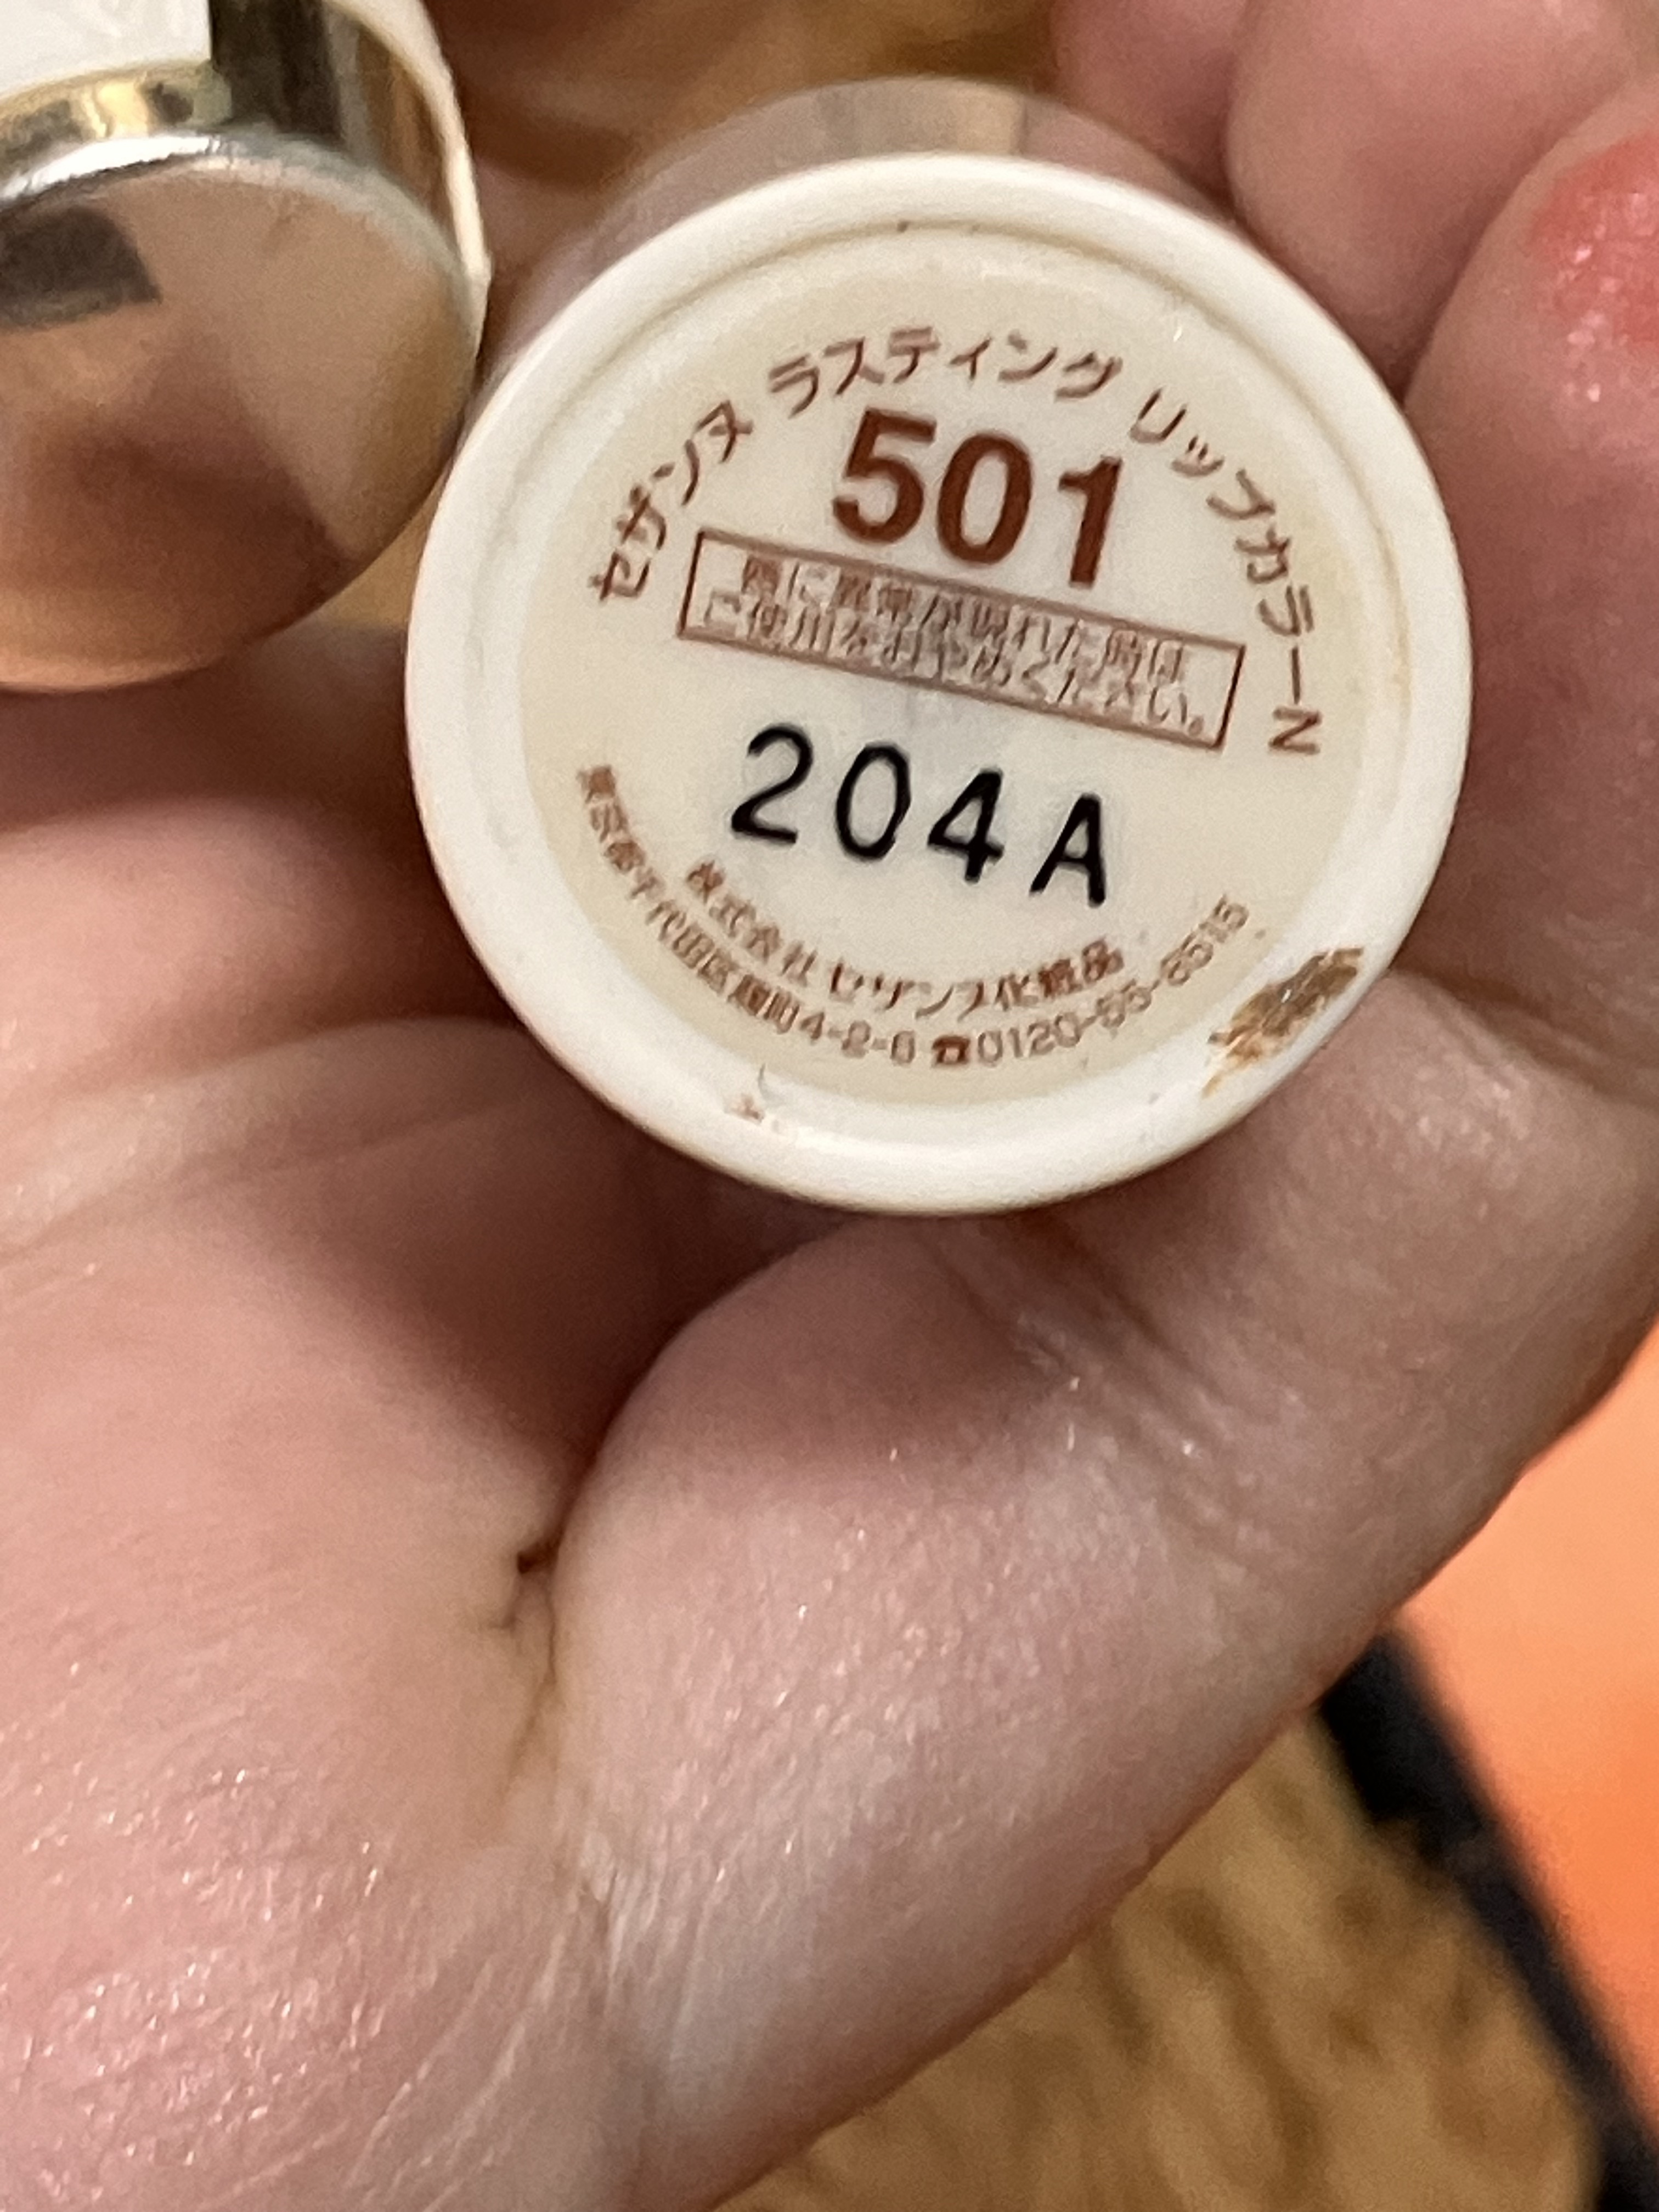 セザンヌ ラスティング リップカラーN
501
傷に異常が現れた時は
ご使用をおやめください。
204A
株式会社 セザンヌ化粧品
東京都千代田区麹町4-2-6 ☎0120-55-8515